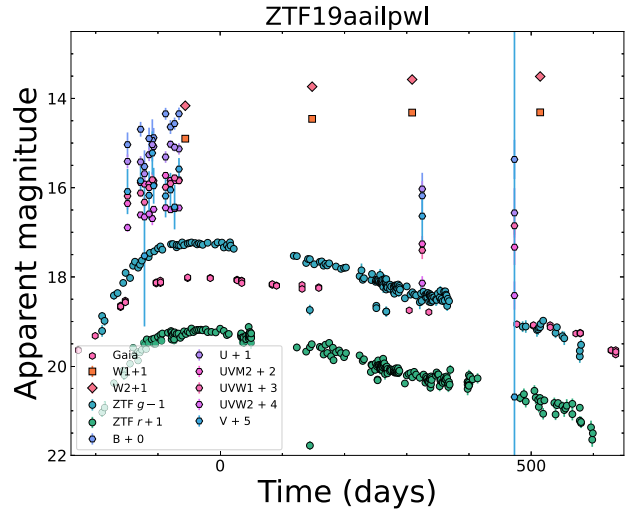 ZTF19aailpwl
Apparent magnitude
14
16
18
20
22
Gaia
W1+1
W2+1
ZTF g−1
ZTF r+1
B + 0
U + 1
UVM2 + 2
UVW1 + 3
UVW2 + 4
V + 5
0
500
Time (days)